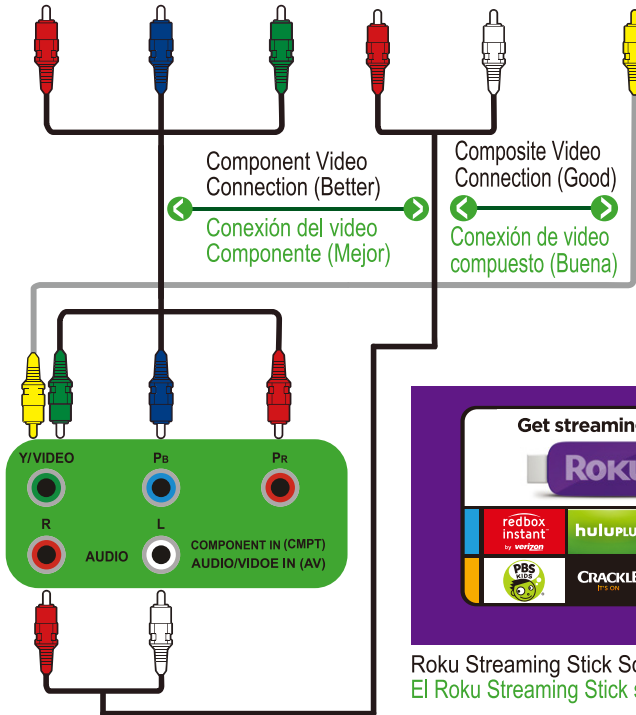 Component Video
Connection (Better)
Conexión del video
Componente (Mejor)
Composite Video
Connection (Good)
Conexión de video
compuesto (Buena)
Y/VIDEO PB PR
R L
AUDIO
COMPONENT IN (CMPT)
AUDIO/VIDOE IN (AV)
Get streamin
ROKU
redbox
instant
by verizon
huluPLU
PBS
KIDS
CRACKLE
IT'S ON
Roku Streaming Stick So
El Roku Streaming Stick s